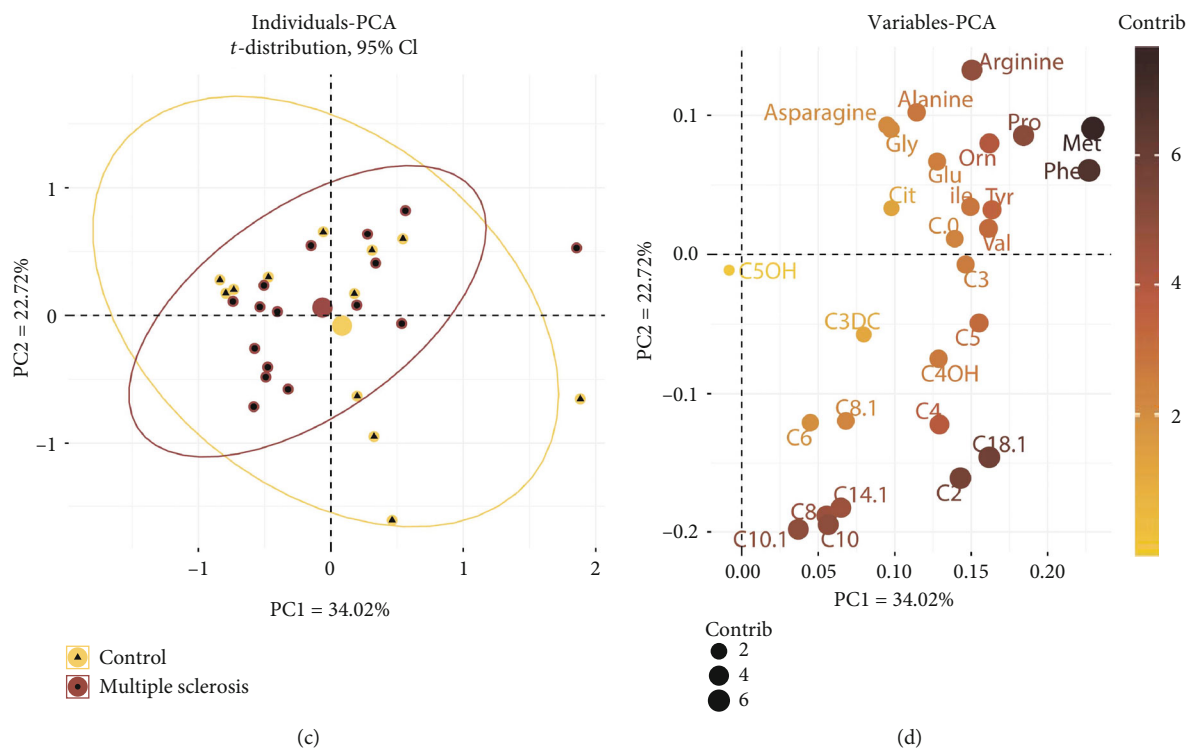 Individuals-PCA
t-distribution, 95% CI
PC2 = 22.72%
1
0
−1
−1
0
1
2
PC1 = 34.02%
Control
Multiple sclerosis
(c)
Variables-PCA
PC2 = 22.72%
0.1
0.0
−0.1
−0.2
Arginine
Alanine
Asparagine
Gly
Pro
Met
Orn
Glu
Phe
Cit
ile
Tyr
C.0
Val
C5OH
C3
C3DC
C5
C4OH
C8.1
C4
C6
C18.1
C2
C14.1
C8
C10.1
C10
0.00
0.05
0.10
0.15
0.20
PC1 = 34.02%
Contrib
6
4
2
Contrib
2
4
6
(d)